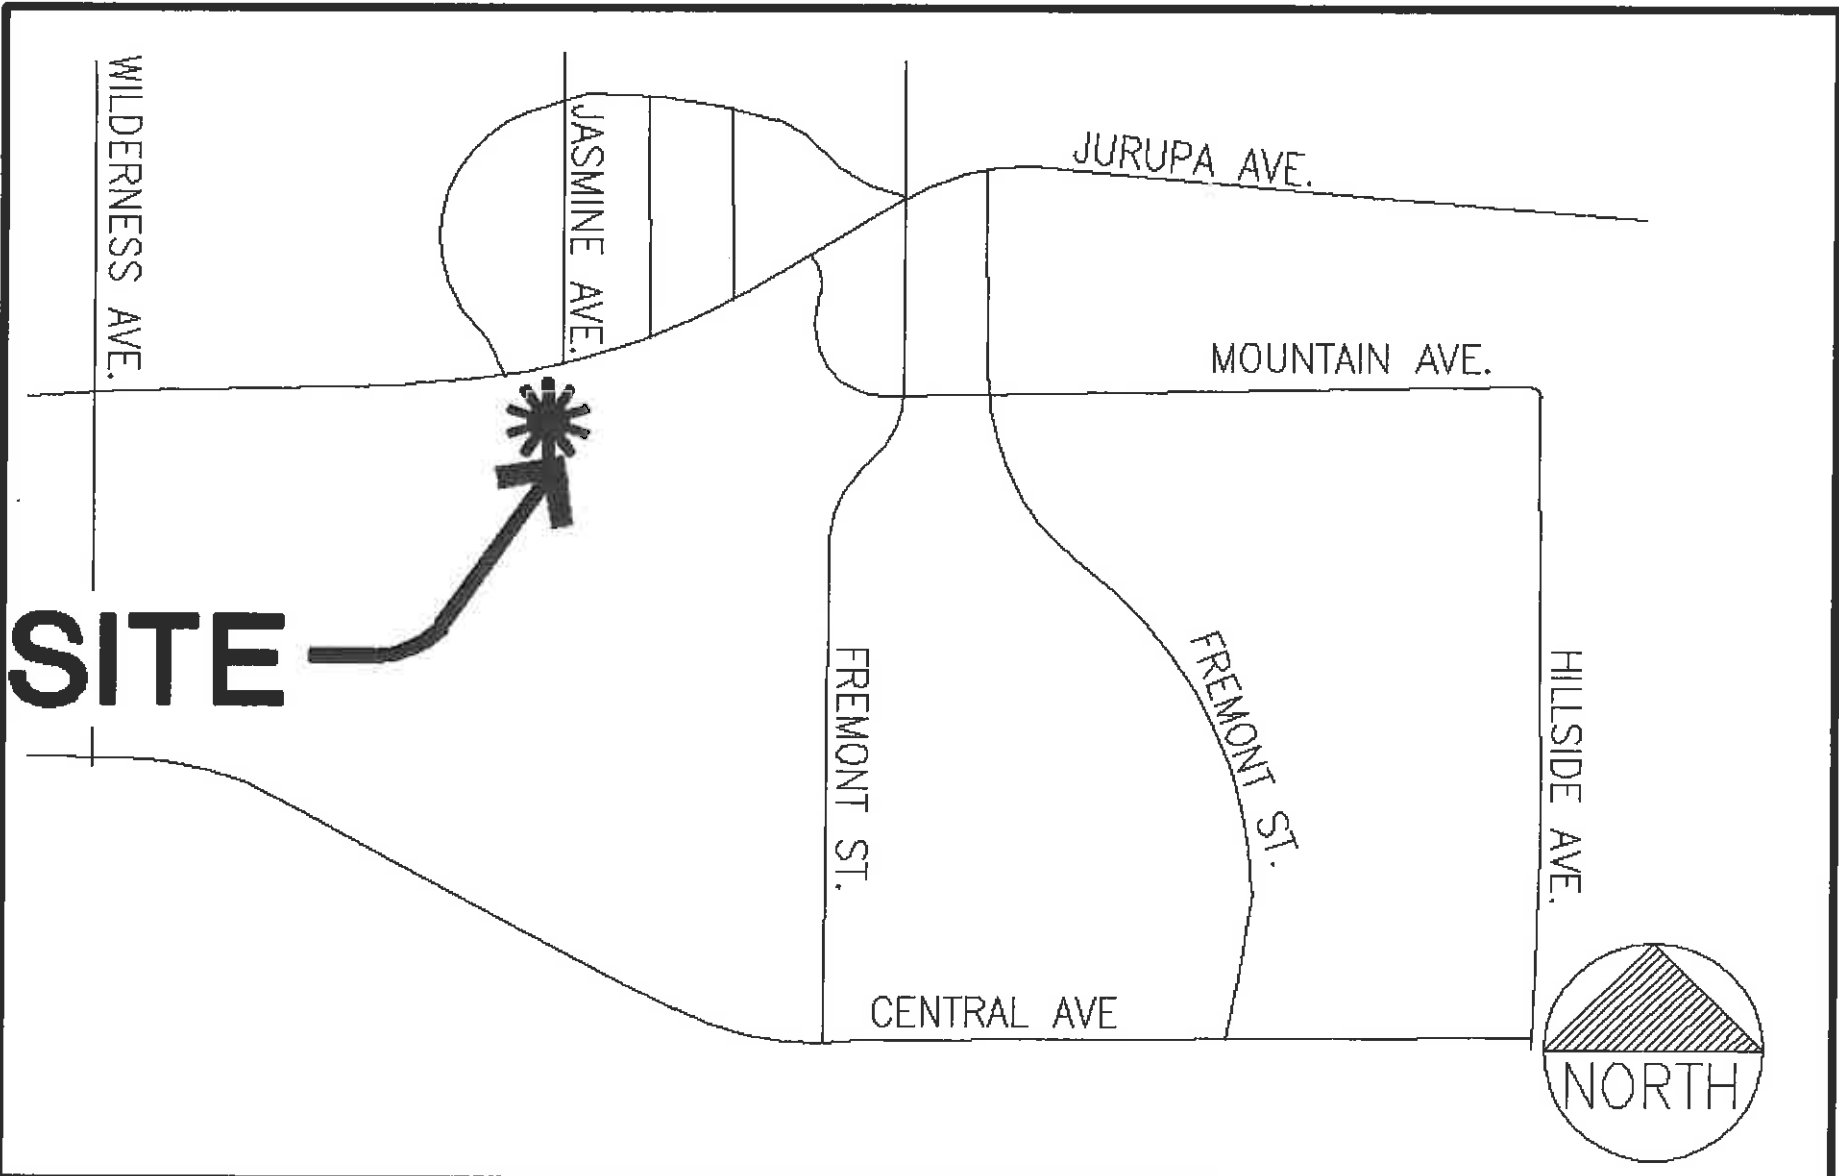 WILDERNESS AVE.
JASMINE AVE.
JURUPA AVE.
MOUNTAIN AVE.
SITE
FREMONT ST.
FREMONT ST.
HILLSIDE AVE.
CENTRAL AVE
NORTH